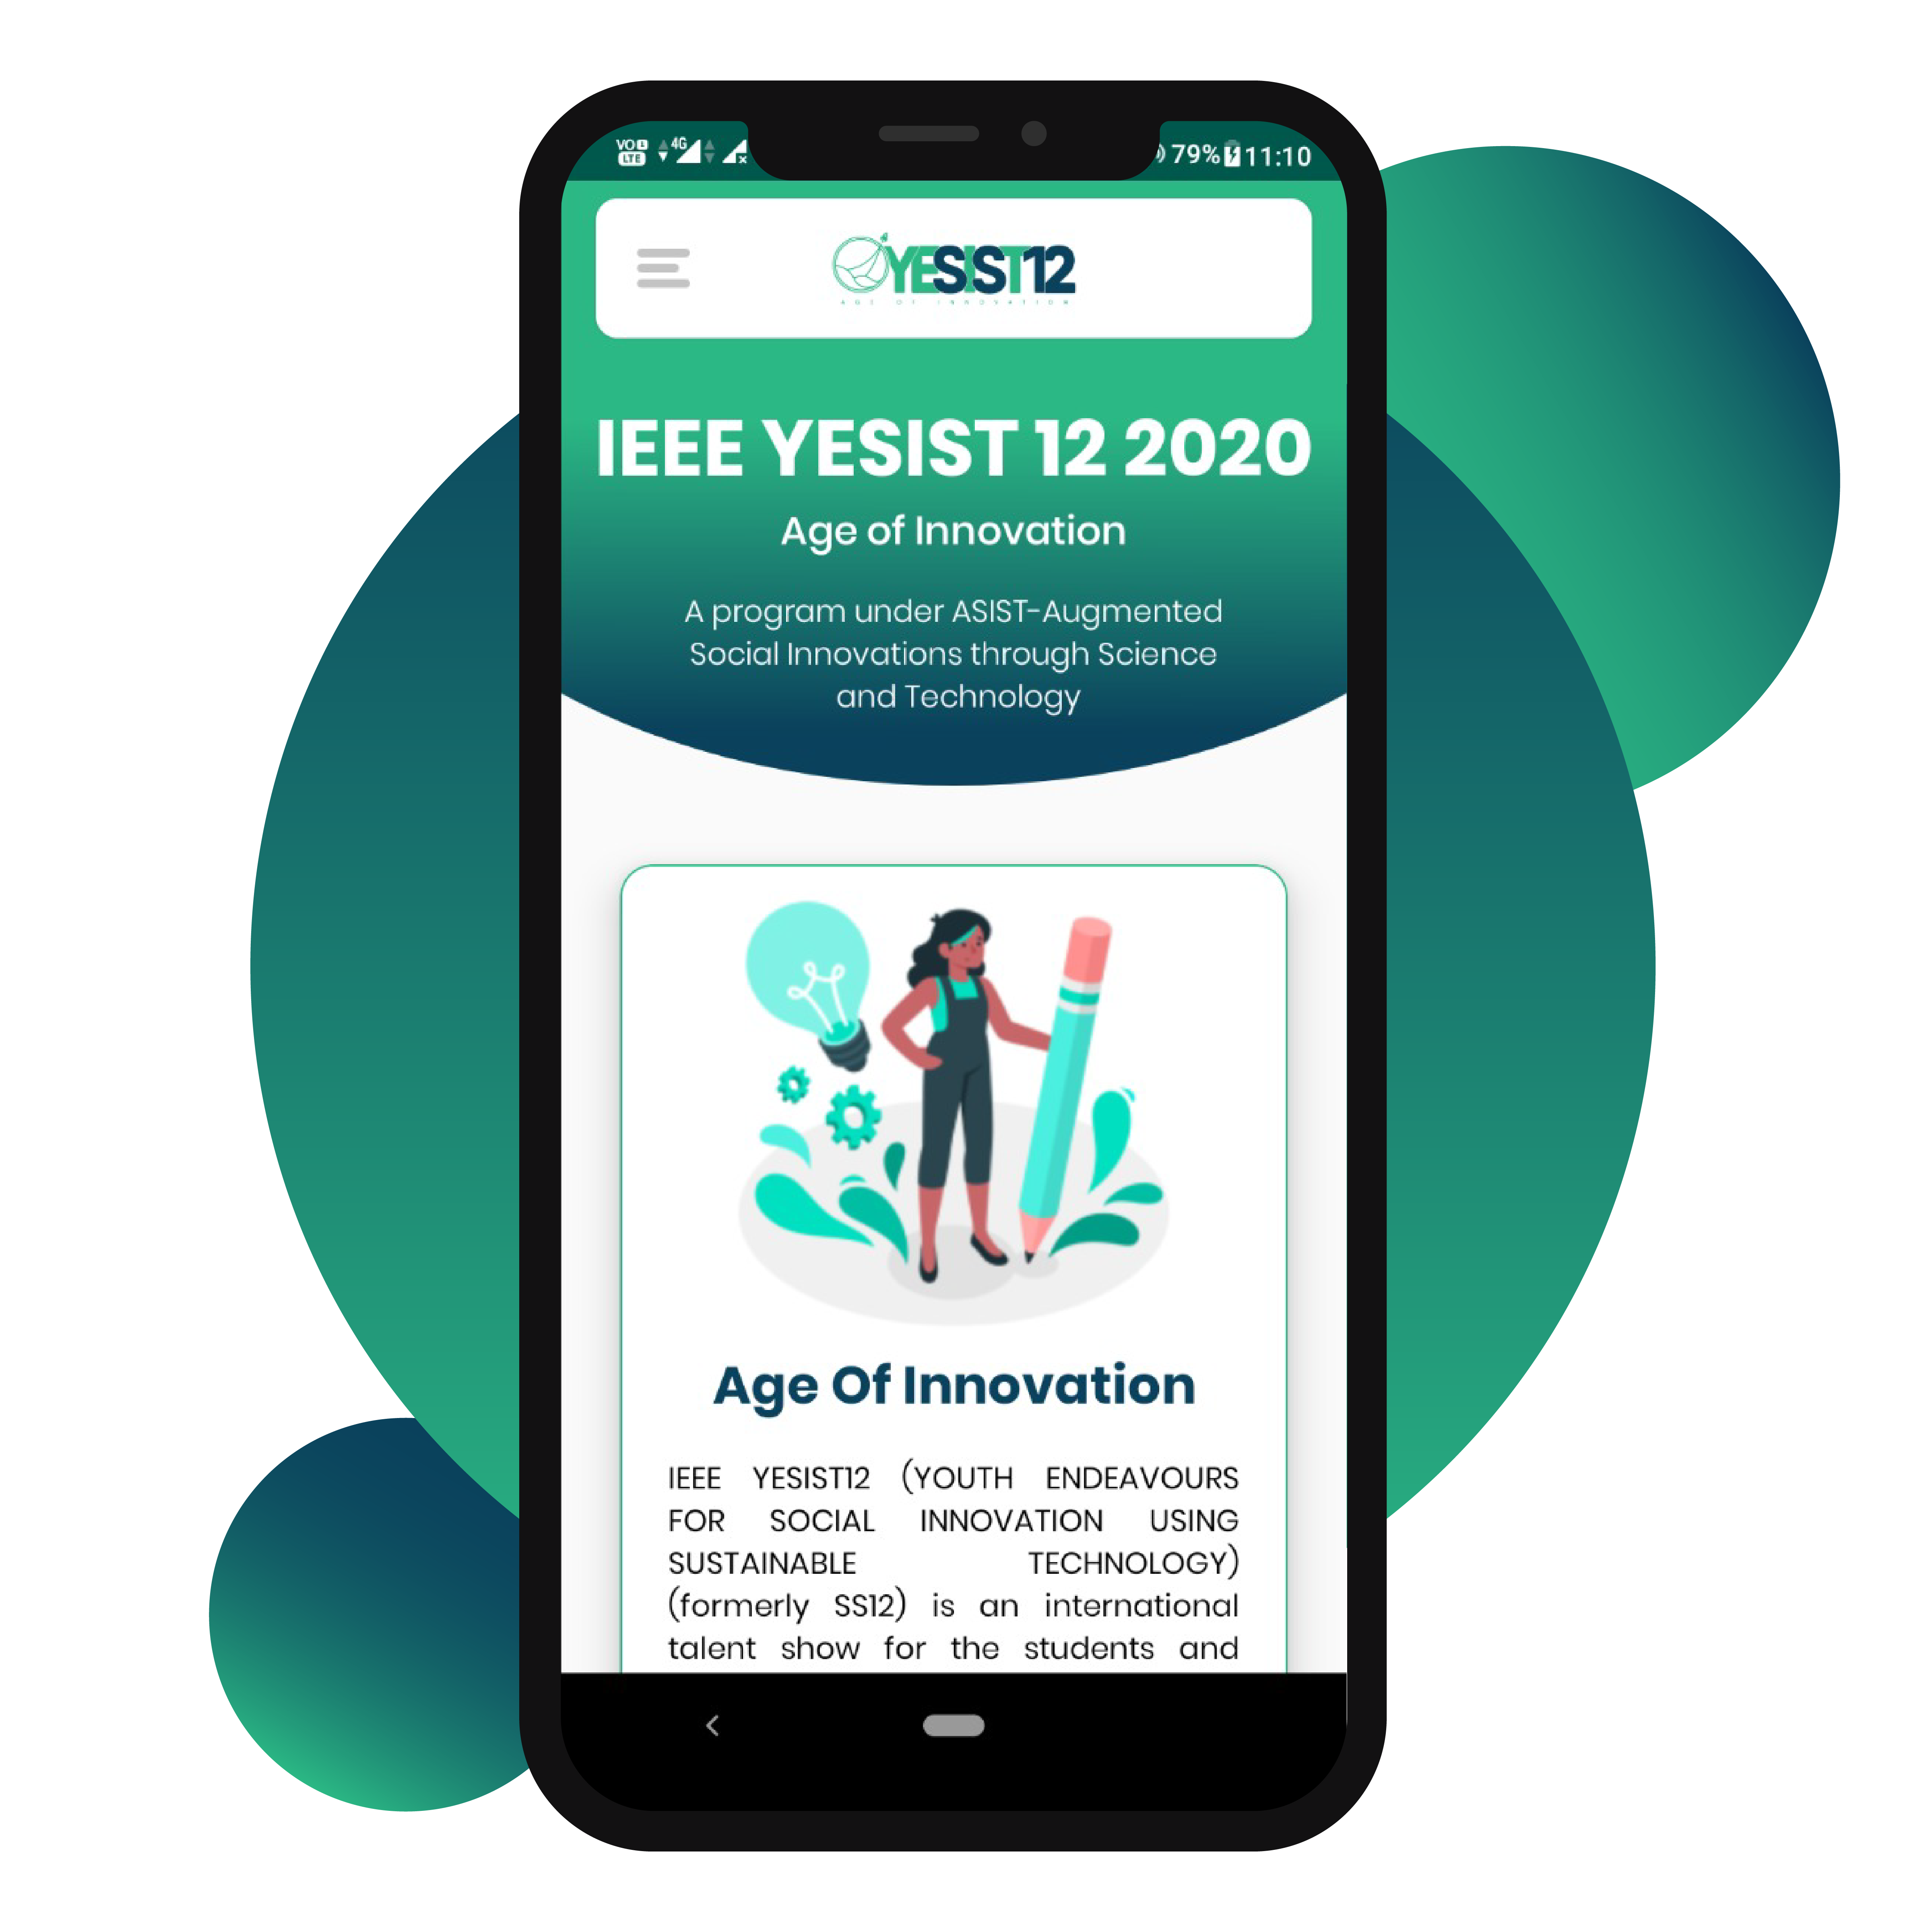 VO LTE 4G 79% 11:10
YESIST12
AGE OF INNOVATION
IEEE YESIST 12 2020
Age of Innovation
A program under ASIST-Augmented
Social Innovations through Science
and Technology
Age Of Innovation
IEEE YESIST12 (YOUTH ENDEAVOURS
FOR SOCIAL INNOVATION USING
SUSTAINABLE TECHNOLOGY)
(formerly SS12) is an international
talent show for the students and